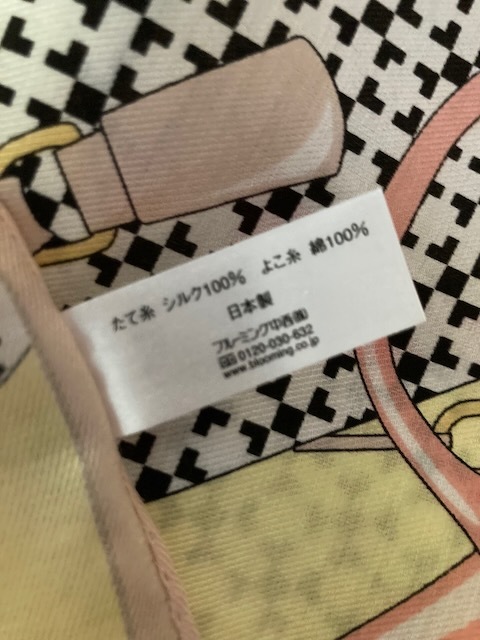 たて糸 シルク100% よこ糸 綿100%
日本製
ブルーミング中西㈱
0120-030-632
www.blooming.co.jp